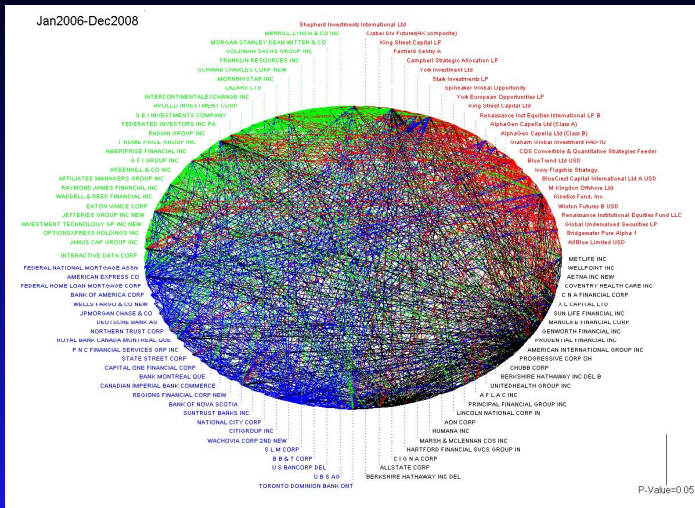 Jan2006-Dec2008
Shepherd Investments International Ltd
MERRILL LYNCH & CO INC
MORGAN STANLEY DEAN WITTER & CO
GOLDMAN SACHS GROUP INC
FRANKLIN RESOURCES INC
SCHWAB CHARLES CORP NEW
MORNINGSTAR INC
LAZARD LTD
INTERCONTINENTALEXCHANGE INC
APOLLO INVESTMENT CORP
S E I INVESTMENTS COMPANY
FEDERATED INVESTORS INC PA
RADIAN GROUP INC
T ROWE PRICE GROUP INC
AMERIPRISE FINANCIAL INC
G F I GROUP INC
GREENHILL & CO INC
AFFILIATED MANAGERS GROUP INC
RAYMOND JAMES FINANCIAL INC
WADDELL & REED FINANCIAL INC
EATON VANCE CORP
JEFFERIES GROUP INC NEW
INVESTMENT TECHNOLOGY GP INC NEW
OPTIONSXPRESS HOLDINGS INC
JANUS CAP GROUP INC
INTERACTIVE DATA CORP
FEDERAL NATIONAL MORTGAGE ASSN
AMERICAN EXPRESS CO
FEDERAL HOME LOAN MORTGAGE CORP
BANK OF AMERICA CORP
WELLS FARGO & CO NEW
JPMORGAN CHASE & CO
DEUTSCHE BANK AG
NORTHERN TRUST CORP
ROYAL BANK CANADA MONTREAL QUE
P N C FINANCIAL SERVICES GRP INC
STATE STREET CORP
CAPITAL ONE FINANCIAL CORP
BANK MONTREAL QUE
CANADIAN IMPERIAL BANK COMMERCE
REGIONS FINANCIAL CORP NEW
BANK OF NOVA SCOTIA
SUNTRUST BANKS INC
NATIONAL CITY CORP
CITIGROUP INC
WACHOVIA CORP 2ND NEW
S L M CORP
B B & T CORP
U S BANCORP DEL
U B S AG
TORONTO DOMINION BANK ONT
Citabel Div Futures(4X composite)
King Street Capital LP
Fairfield Sentry A
Campbell Strategic Allocation LP
York Investment Ltd
Stark Investments LP
Spinnaker Global Opportunity
York European Opportunities LP
King Street Capital Ltd
Renaissance Inst Equities International LP B
AlphaGen Capella Ltd (Class A)
AlphaGen Capella Ltd (Class B)
Graham Global Investment K4D-10
CQS Convertible & Quantitative Strategies Feeder
BlueTrend Ltd USD
Ivory Flagship Strategy.
BlueCrest Capital International Ltd A USD
M Kingdon Offshore Ltd
Kinetics Fund, Inc.
Winton Futures B USD
Renaissance Institutional Equities Fund LLC
Global Undervalued Securities LP
Bridgewater Pure Alpha 1
AllBlue Limited USD
METLIFE INC
WELLPOINT INC
AETNA INC NEW
COVENTRY HEALTH CARE INC
C N A FINANCIAL CORP
X L CAPITAL LTD
SUN LIFE FINANCIAL INC
MANULIFE FINANCIAL CORP
GENWORTH FINANCIAL INC
PRUDENTIAL FINANCIAL INC
AMERICAN INTERNATIONAL GROUP INC
PROGRESSIVE CORP OH
CHUBB CORP
BERKSHIRE HATHAWAY INC DEL B
UNITEDHEALTH GROUP INC
A F L A C INC
PRINCIPAL FINANCIAL GROUP INC
LINCOLN NATIONAL CORP IN
AON CORP
HUMANA INC
MARSH & MCLENNAN COS INC
HARTFORD FINANCIAL SVCS GROUP IN
C I G N A CORP
ALLSTATE CORP
BERKSHIRE HATHAWAY INC DEL
P-Value=0.05